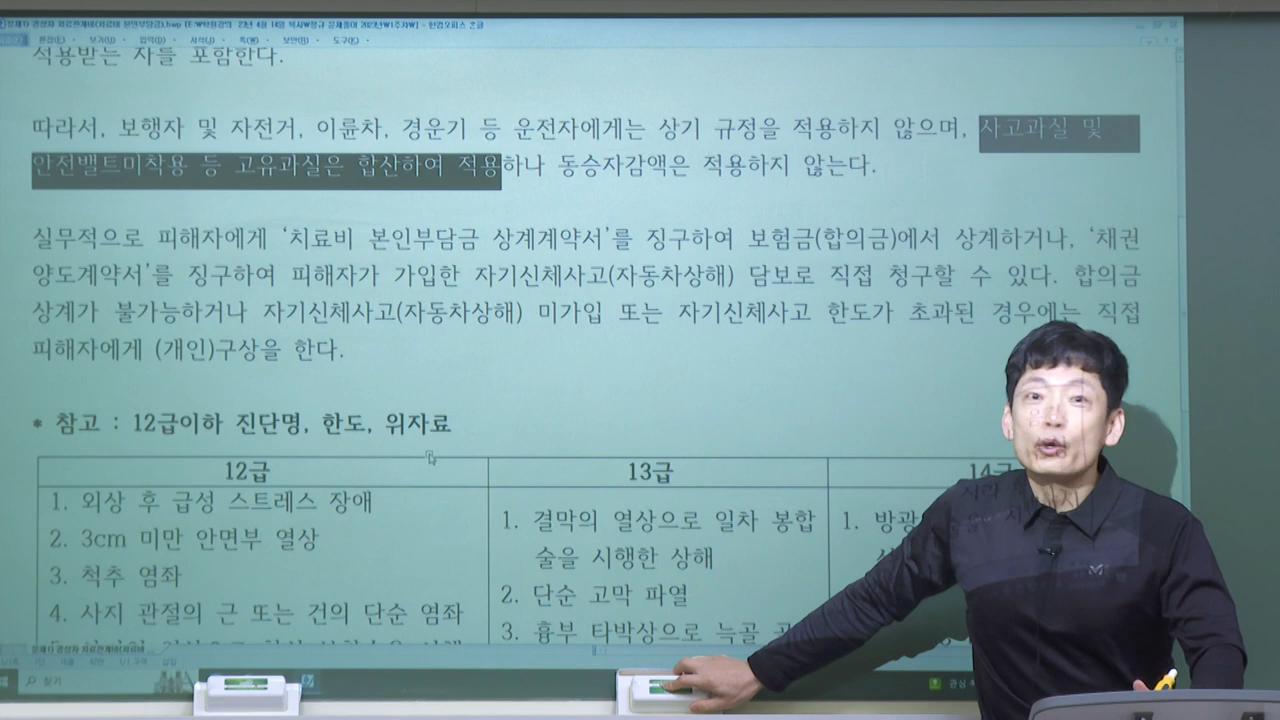 적용받는 자를 포함한다.
따라서, 보행자 및 자전거, 이륜차, 경운기 등 운전자에게는 상기 규정을 적용하지 않으며, 사고과실 및
안전밸트미착용 등 고유과실은 합산하여 적용하나 동승자감액은 적용하지 않는다.
실무적으로 피해자에게 ‘치료비 본인부담금 상계계약서’를 징구하여 보험금(합의금)에서 상계하거나, ‘채권
양도계약서’를 징구하여 피해자가 가입한 자기신체사고(자동차상해) 담보로 직접 청구할 수 있다. 합의금
상계가 불가능하거나 자기신체사고(자동차상해) 미가입 또는 자기신체사고 한도가 초과된 경우에는 직접
피해자에게 (개인)구상을 한다.
* 참고 : 12급이하 진단명, 한도, 위자료
12급 13급
1. 외상 후 급성 스트레스 장애
2. 3cm 미만 안면부 열상
3. 척추 염좌
4. 사지 관절의 근 또는 건의 단순 염좌
1. 결막의 열상으로 일차 봉합
술을 시행한 상해
2. 단순 고막 파열
3. 흉부 타박상으로 늑골
1. 방광
찾기
관심